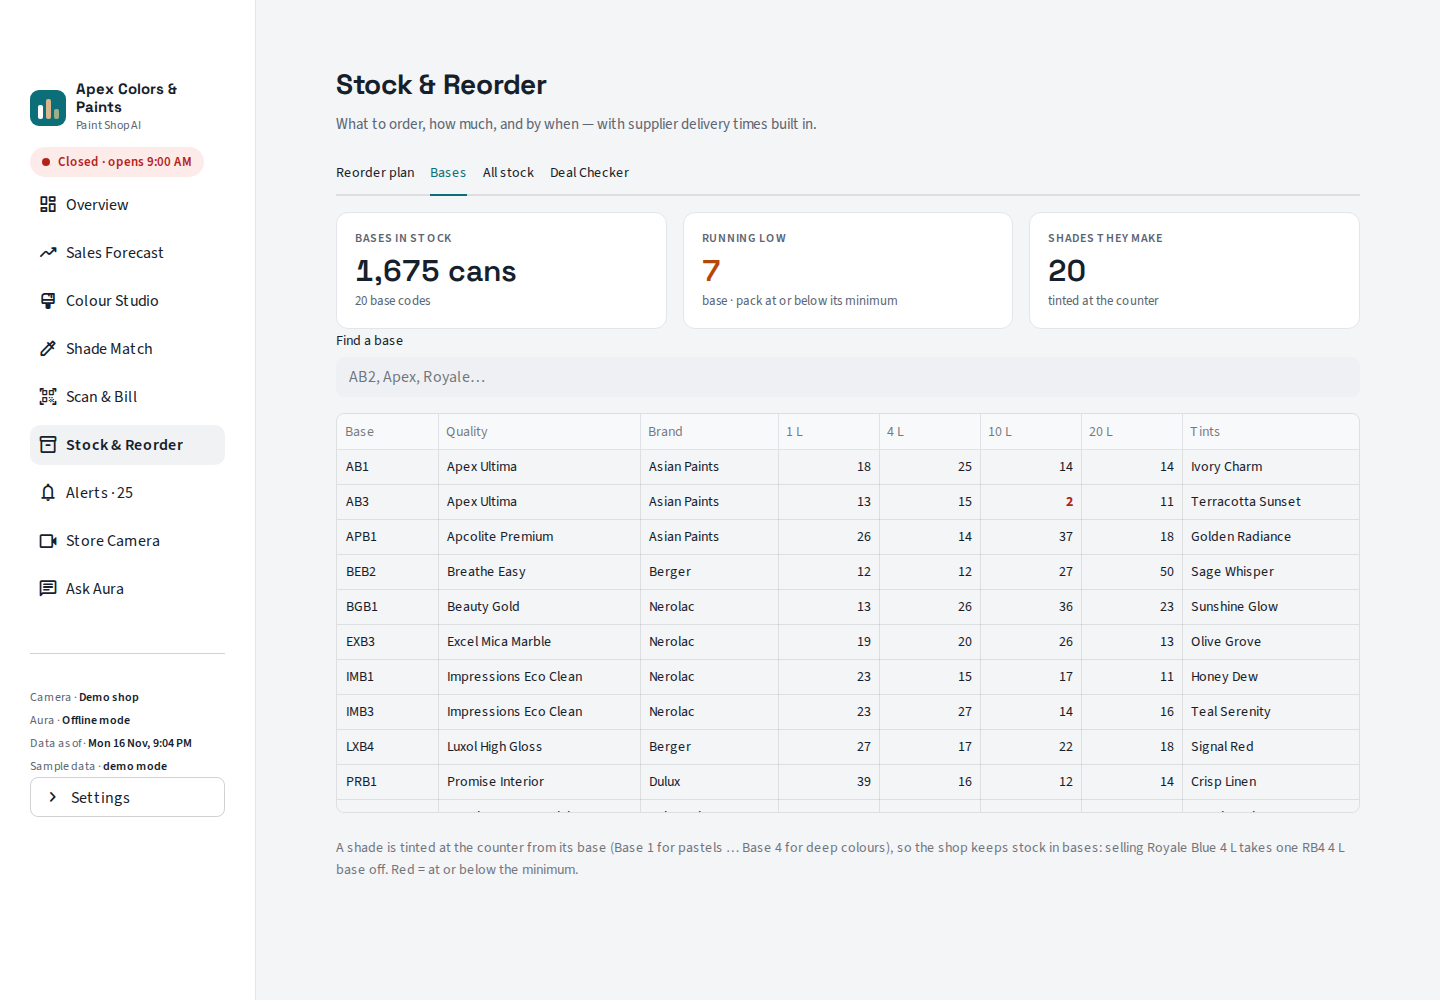 Apex Colors &
Paints
Paint Shop AI
Closed · opens 9:00 AM
Overview
Sales Forecast
Colour Studio
Shade Match
Scan & Bill
Stock & Reorder
Alerts · 25
Store Camera
Ask Aura
Camera · Demo shop
Aura · Offline mode
Data as of · Mon 16 Nov, 9:04 PM
Sample data · demo mode
Settings
Stock & Reorder
What to order, how much, and by when — with supplier delivery times built in.
Reorder plan Bases All stock Deal Checker
BASES IN STOCK
1,675 cans
20 base codes
RUNNING LOW
7
base · pack at or below its minimum
SHADES THEY MAKE
20
tinted at the counter
Find a base
AB2, Apex, Royale…
Base Quality Brand 1 L 4 L 10 L 20 L Tints
AB1 Apex Ultima Asian Paints 18 25 14 14 Ivory Charm
AB3 Apex Ultima Asian Paints 13 15 2 11 Terracotta Sunset
APB1 Apcolite Premium Asian Paints 26 14 37 18 Golden Radiance
BEB2 Breathe Easy Berger 12 12 27 50 Sage Whisper
BGB1 Beauty Gold Nerolac 13 26 36 23 Sunshine Glow
EXB3 Excel Mica Marble Nerolac 19 20 26 13 Olive Grove
IMB1 Impressions Eco Clean Nerolac 23 15 17 11 Honey Dew
IMB3 Impressions Eco Clean Nerolac 23 27 14 16 Teal Serenity
LXB4 Luxol High Gloss Berger 27 17 22 18 Signal Red
PRB1 Promise Interior Dulux 39 16 12 14 Crisp Linen
A shade is tinted at the counter from its base (Base 1 for pastels … Base 4 for deep colours), so the shop keeps stock in bases: selling Royale Blue 4 L takes one RB4 4 L
base off. Red = at or below the minimum.